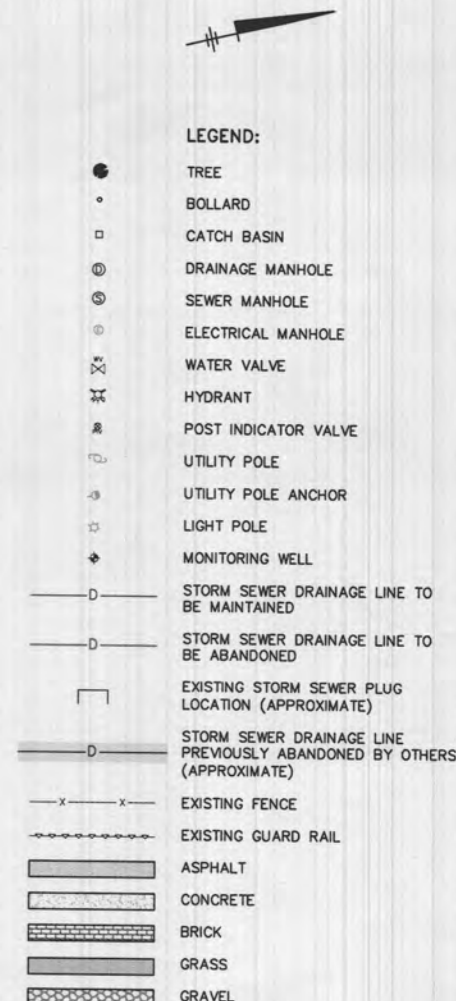 LEGEND:
TREE
BOLLARD
CATCH BASIN
D DRAINAGE MANHOLE
S SEWER MANHOLE
E ELECTRICAL MANHOLE
WV WATER VALVE
HYDRANT
POST INDICATOR VALVE
UTILITY POLE
UTILITY POLE ANCHOR
LIGHT POLE
MONITORING WELL
D STORM SEWER DRAINAGE LINE TO
BE MAINTAINED
D STORM SEWER DRAINAGE LINE TO
BE ABANDONED
EXISTING STORM SEWER PLUG
LOCATION (APPROXIMATE)
STORM SEWER DRAINAGE LINE
D PREVIOUSLY ABANDONED BY OTHERS
(APPROXIMATE)
x x EXISTING FENCE
EXISTING GUARD RAIL
ASPHALT
CONCRETE
BRICK
GRASS
GRAVEL